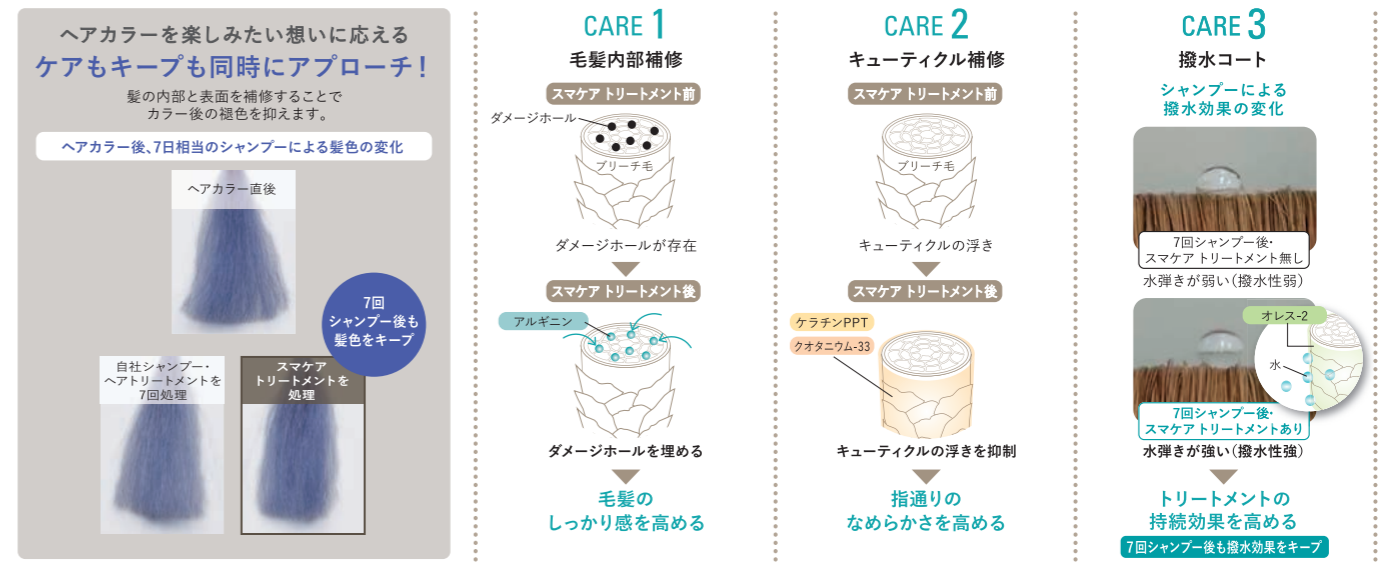 ヘアカラーを楽しみたい想いに応える
ケアもキープも同時にアプローチ！
髪の内部と表面を補修することで
カラー後の褪色を抑えます。
ヘアカラー後、7日相当のシャンプーによる髪色の変化
ヘアカラー直後
7回
シャンプー後も
髪色をキープ
自社シャンプー・
ヘアトリートメントを
7回処理
スマケア
トリートメントを
処理
CARE 1
毛髪内部補修
スマケア トリートメント前
ダメージホール
ブリーチ毛
ダメージホールが存在
スマケア トリートメント後
アルギニン
ダメージホールを埋める
毛髪の
しっかり感を高める
CARE 2
キューティクル補修
スマケア トリートメント前
ブリーチ毛
キューティクルの浮き
スマケア トリートメント後
ケラチンPPT
クオタニウム-33
キューティクルの浮きを抑制
指通りの
なめらかさを高める
CARE 3
撥水コート
シャンプーによる
撥水効果の変化
7回シャンプー後・
スマケア トリートメント無し
水弾きが弱い（撥水性弱）
オレス-2
水
7回シャンプー後・
スマケア トリートメントあり
水弾きが強い（撥水性強）
トリートメントの
持続効果を高める
7回シャンプー後も撥水効果をキープ